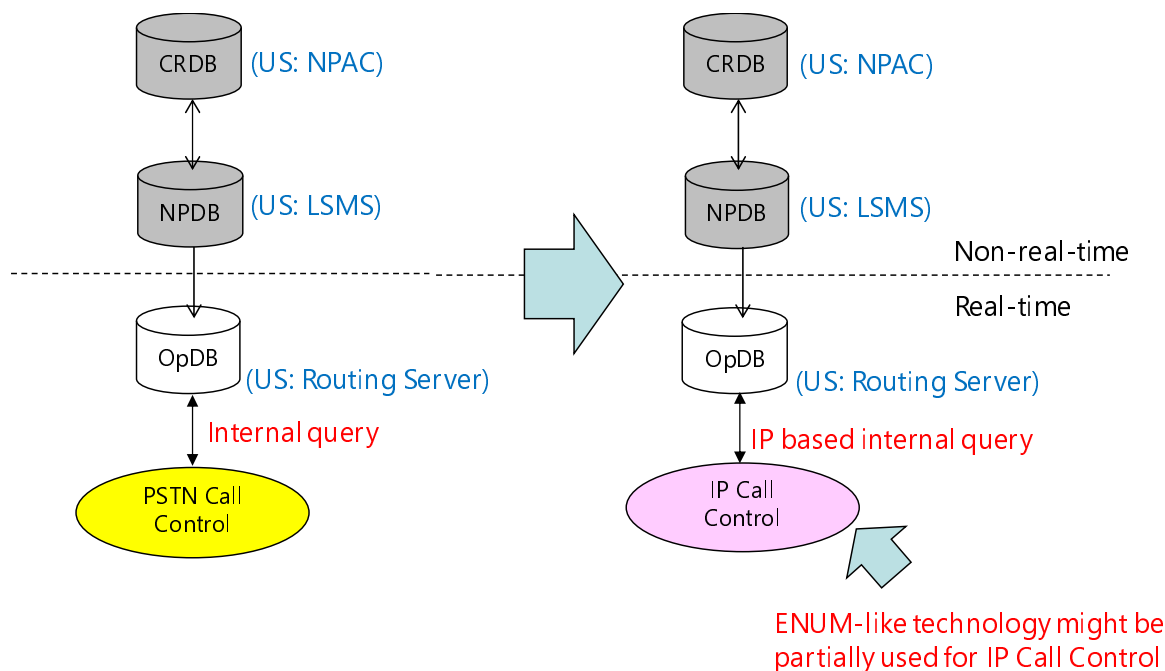 CRDB
(US: NPAC)
NPDB
(US: LSMS)
OpDB
(US: Routing Server)
Internal query
PSTN Call
Control
CRDB
(US: NPAC)
NPDB
(US: LSMS)
Non-real-time
Real-time
OpDB
(US: Routing Server)
IP based internal query
IP Call
Control
ENUM-like technology might be
partially used for IP Call Control